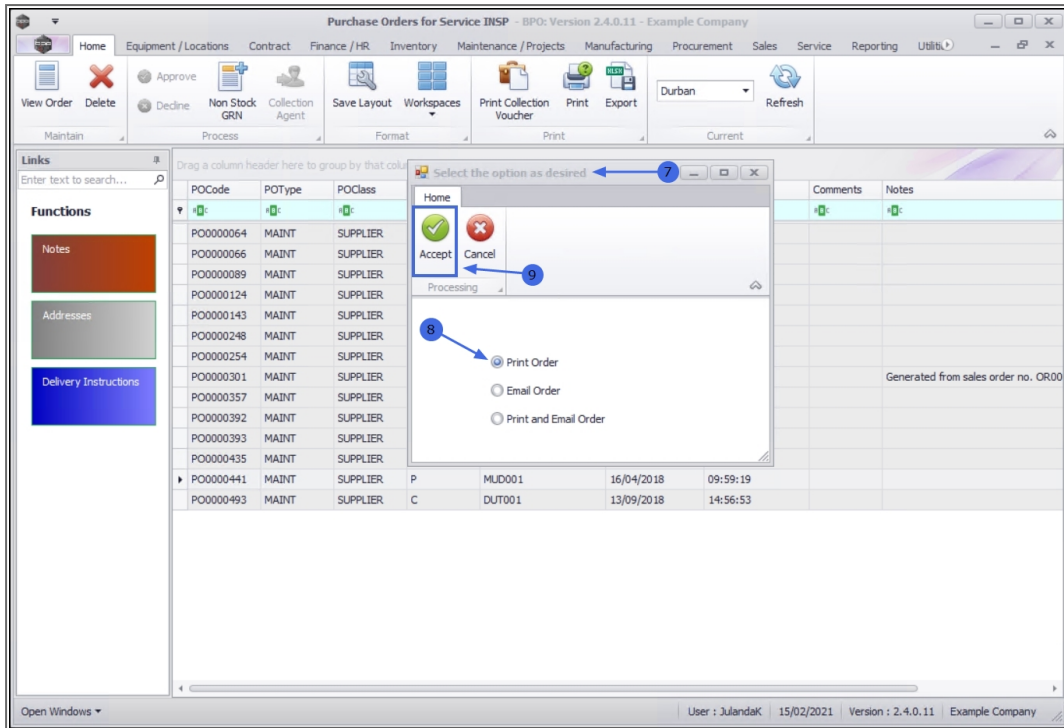 Purchase Orders for Service INSP - BPO: Version 2.4.0.11 - Example Company
Home Equipment / Locations Contract Finance / HR Inventory Maintenance / Projects Manufacturing Procurement Sales Service Reporting Utiliti
View Order Delete Approve Decline Non Stock GRN Collection Agent Save Layout Workspaces Print Collection Voucher Print Export Durban Refresh
Maintain Process Format Print Current
Links
Enter text to search...
Functions
Notes
Addresses
Delivery Instructions
Drag a column header here to group by that colu
POCode POType POClass Comments Notes
PO0000064 MAINT SUPPLIER
PO0000066 MAINT SUPPLIER
PO0000089 MAINT SUPPLIER
PO0000124 MAINT SUPPLIER
PO0000143 MAINT SUPPLIER
PO0000248 MAINT SUPPLIER
PO0000254 MAINT SUPPLIER
PO0000301 MAINT SUPPLIER Generated from sales order no. OR00
PO0000357 MAINT SUPPLIER
PO0000392 MAINT SUPPLIER
PO0000393 MAINT SUPPLIER
PO0000435 MAINT SUPPLIER
PO0000441 MAINT SUPPLIER P MUD001 16/04/2018 09:59:19
PO0000493 MAINT SUPPLIER C DUT001 13/09/2018 14:56:53
Select the option as desired 7
Home
Accept Cancel
9
Processing
8
Print Order
Email Order
Print and Email Order
Open Windows User : JulandaK 15/02/2021 Version : 2.4.0.11 Example Company